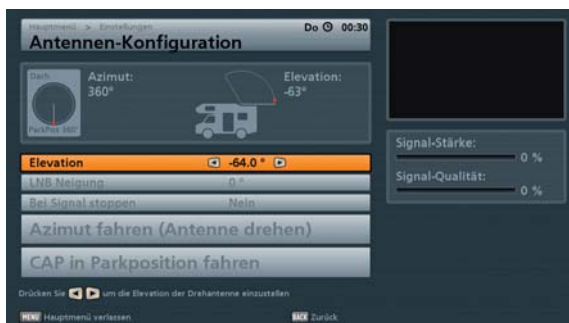 Hauptmenü > Einstellungen
Do 00:30
Antennen-Konfiguration
Dach
ParkPos 360°
Azimut:
360°
Elevation:
-63°
Signal-Stärke:
0 %
Signal-Qualität:
0 %
Elevation -64.0 °
LNB Neigung 0 °
Bei Signal stoppen Nein
Azimut fahren (Antenne drehen)
CAP in Parkposition fahren
Drücken Sie um die Elevation der Drehantenne einzustellen
MENU Hauptmenü verlassen
BACK Zurück